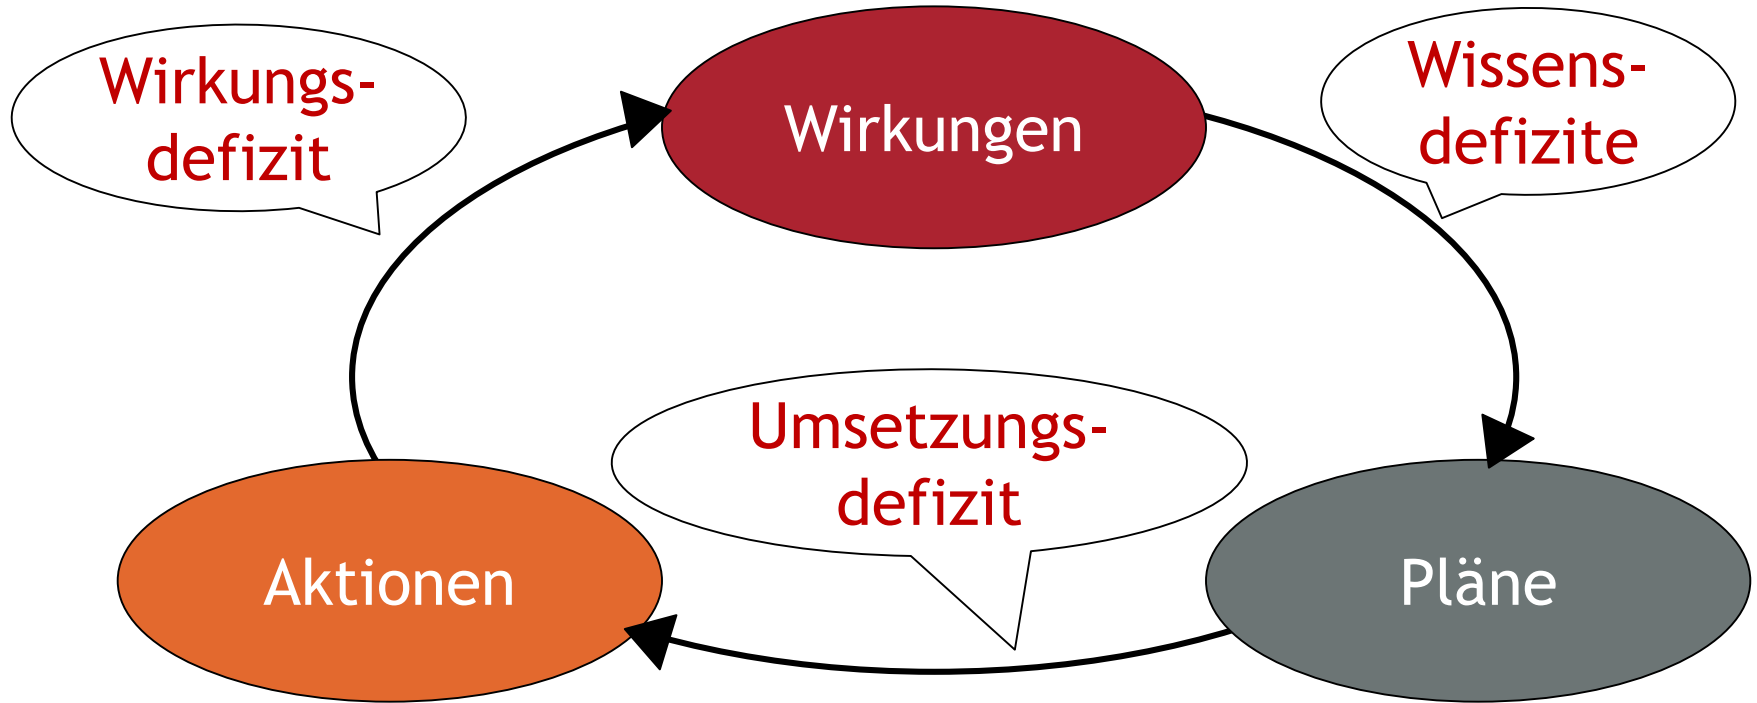 Wirkungs-
defizit
Wirkungen
Wissens-
defizite
Umsetzungs-
defizit
Aktionen
Pläne